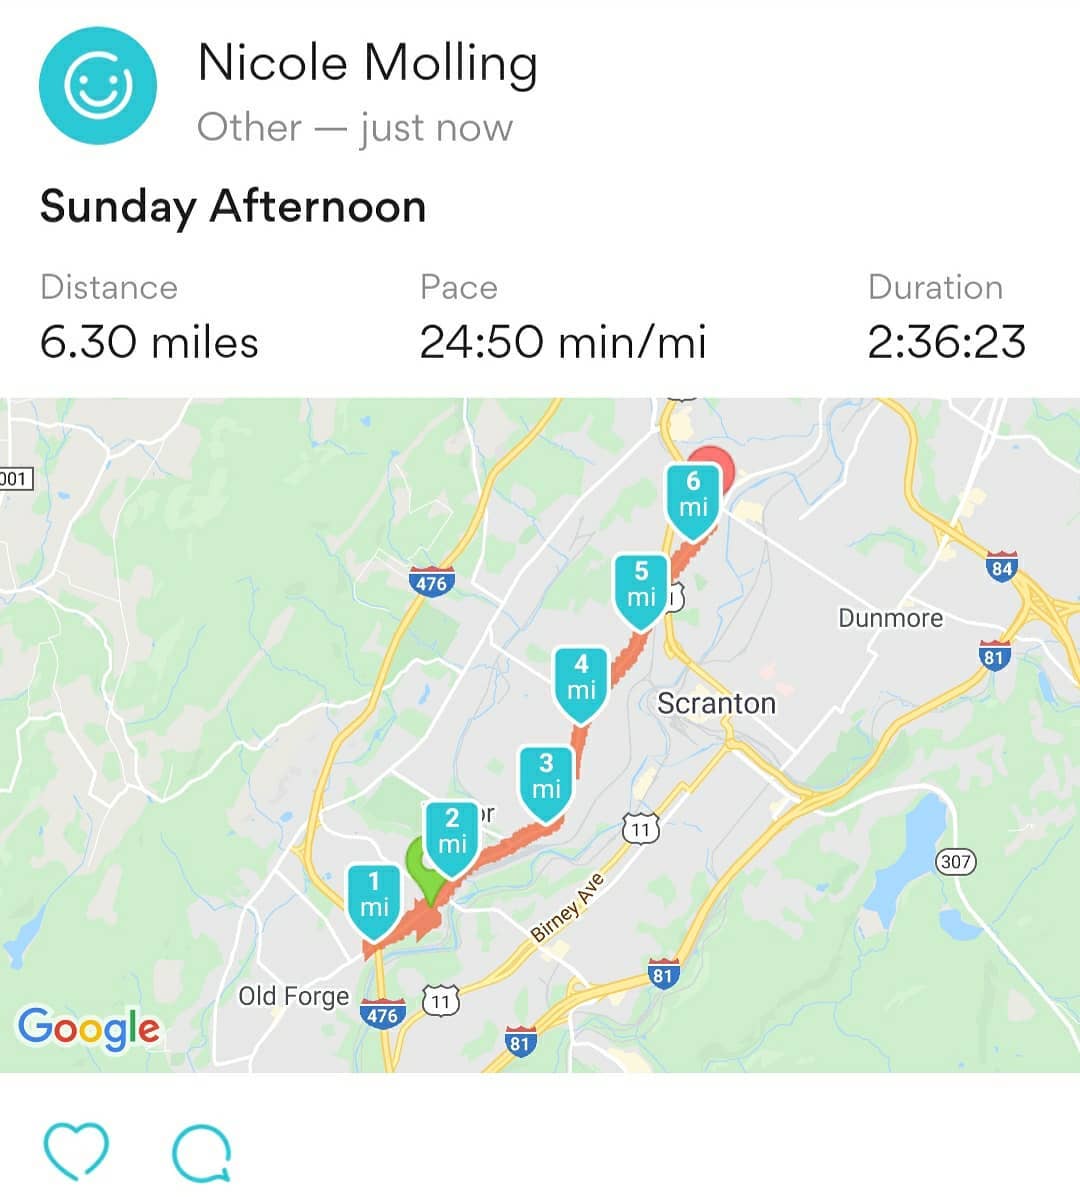 Nicole Molling
Other — just now
Sunday Afternoon
Distance
Pace
Duration
6.30 miles
24:50 min/mi
2:36:23
001
6
mi
5
mi
476
84
Dunmore
81
4
mi
Scranton
3
mi
2
mi
or
11
307
1
mi
Birney Ave
81
Old Forge
476
11
Google
81